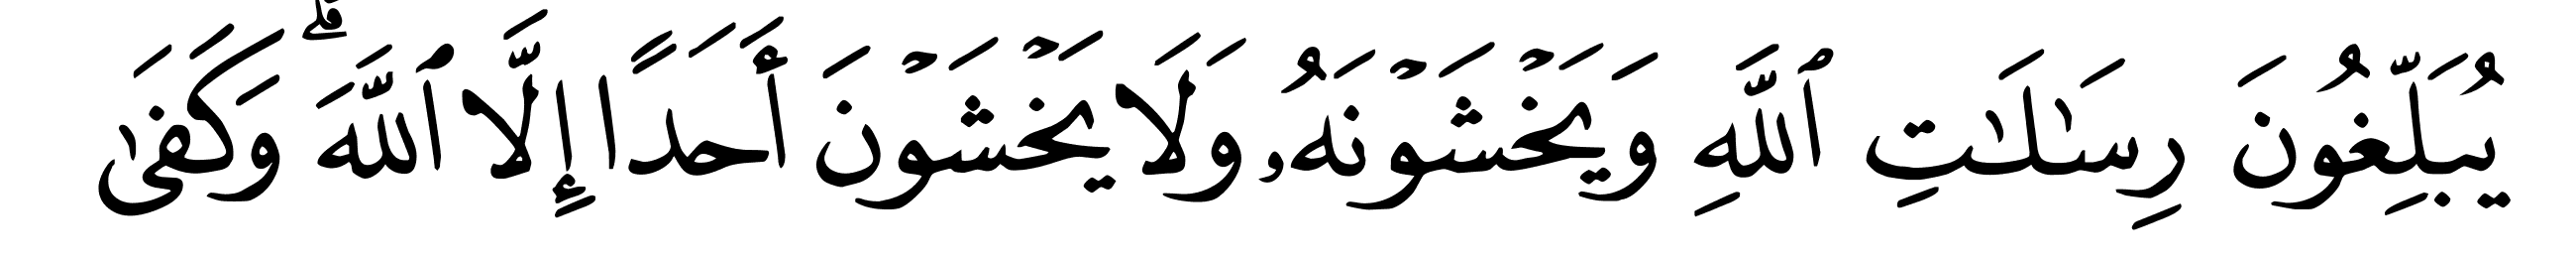 يُبَلِّغُونَ رِسَـٰلَـٰتِ ٱللَّهِ وَيَخْشَوْنَهُۥ وَلَا يَخْشَوْنَ أَحَدًا إِلَّا ٱللَّهَ ۗ وَكَفَىٰ